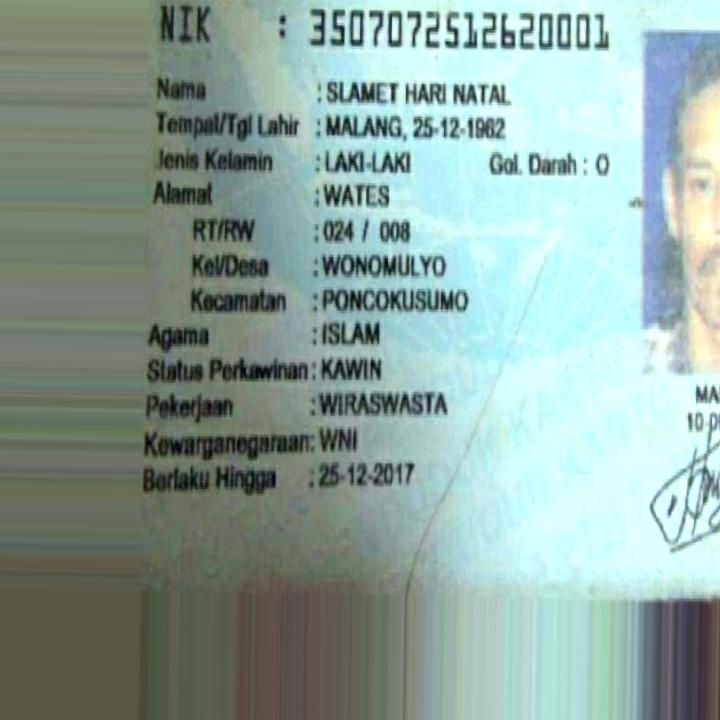 NIK : 3507072512620001
Nama : SLAMET HARI NATAL
Tempat/Tgl Lahir : MALANG, 25-12-1962
Jenis Kelamin : LAKI-LAKI Gol. Darah : O
Alamat : WATES
RT/RW : 024 / 008
Kel/Desa : WONOMULYO
Kecamatan : PONCOKUSUMO
Agama : ISLAM
Status Perkawinan : KAWIN
Pekerjaan : WIRASWASTA
Kewarganegaraan : WNI
Berlaku Hingga : 25-12-2017
MA
10-0